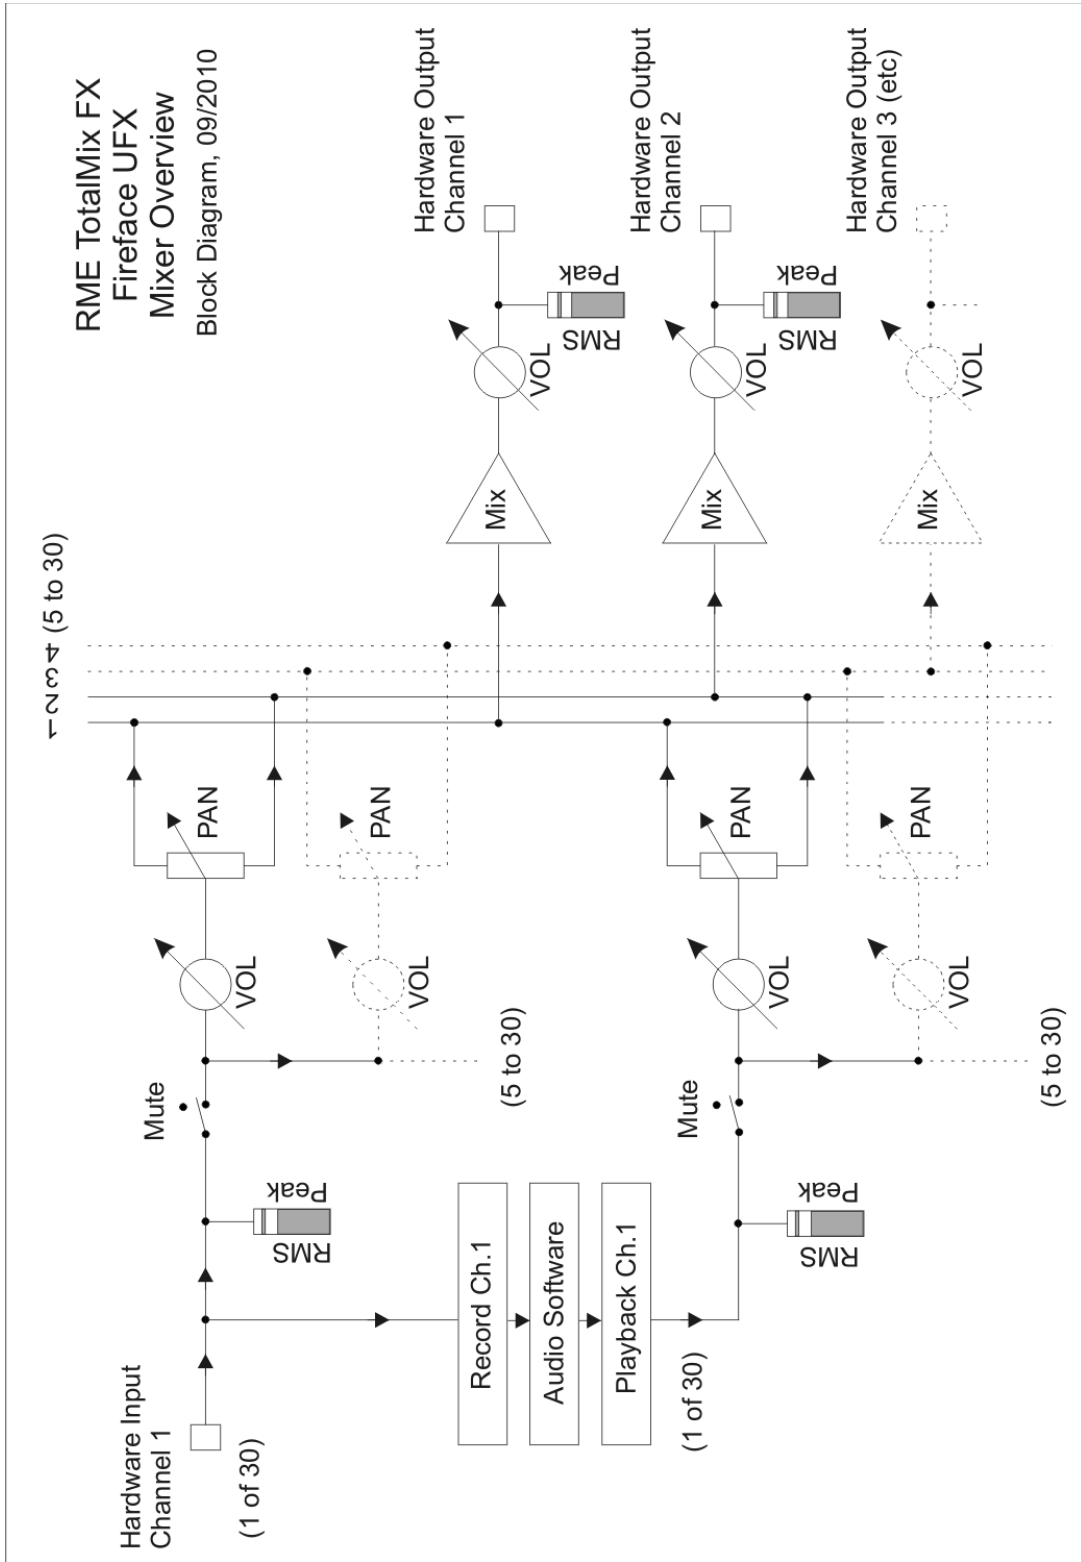 RME TotalMix FX
Fireface UFX
Mixer Overview
Block Diagram, 09/2010
Hardware Input
Channel 1
(1 of 30)
RMS
Peak
Mute
VOL
PAN
VOL
PAN
(5 to 30)
1 2 3 4 (5 to 30)
Record Ch.1
Audio Software
Playback Ch.1
(1 of 30)
RMS
Peak
Mute
VOL
PAN
VOL
PAN
(5 to 30)
Mix
VOL
RMS
Peak
Hardware Output
Channel 1
Mix
VOL
RMS
Peak
Hardware Output
Channel 2
Mix
VOL
Hardware Output
Channel 3 (etc)